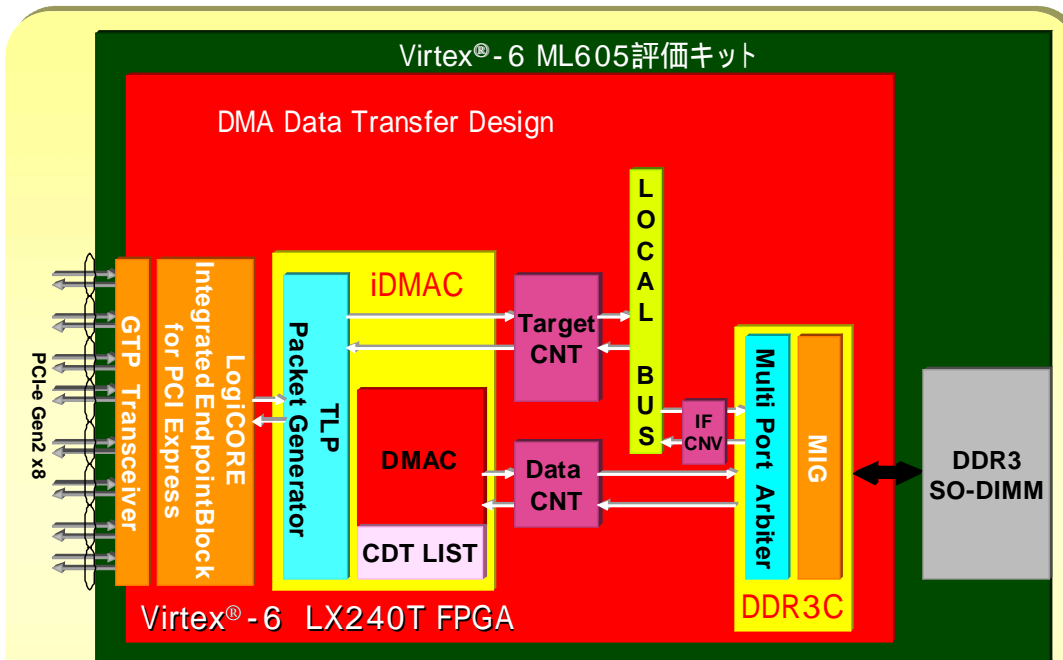 Virtex®-6 ML605評価キット
DMA Data Transfer Design
PCI-e Gen2 x8
GTP Transceiver
LogiCORE
Integrated EndpointBlock
for PCI Express
iDMAC
TLP
Packet Generator
DMAC
CDT LIST
Target
CNT
Data
CNT
LOCAL BUS
IF
CNV
Multi Port Arbiter
MIG
DDR3C
DDR3
SO-DIMM
Virtex®-6 LX240T FPGA